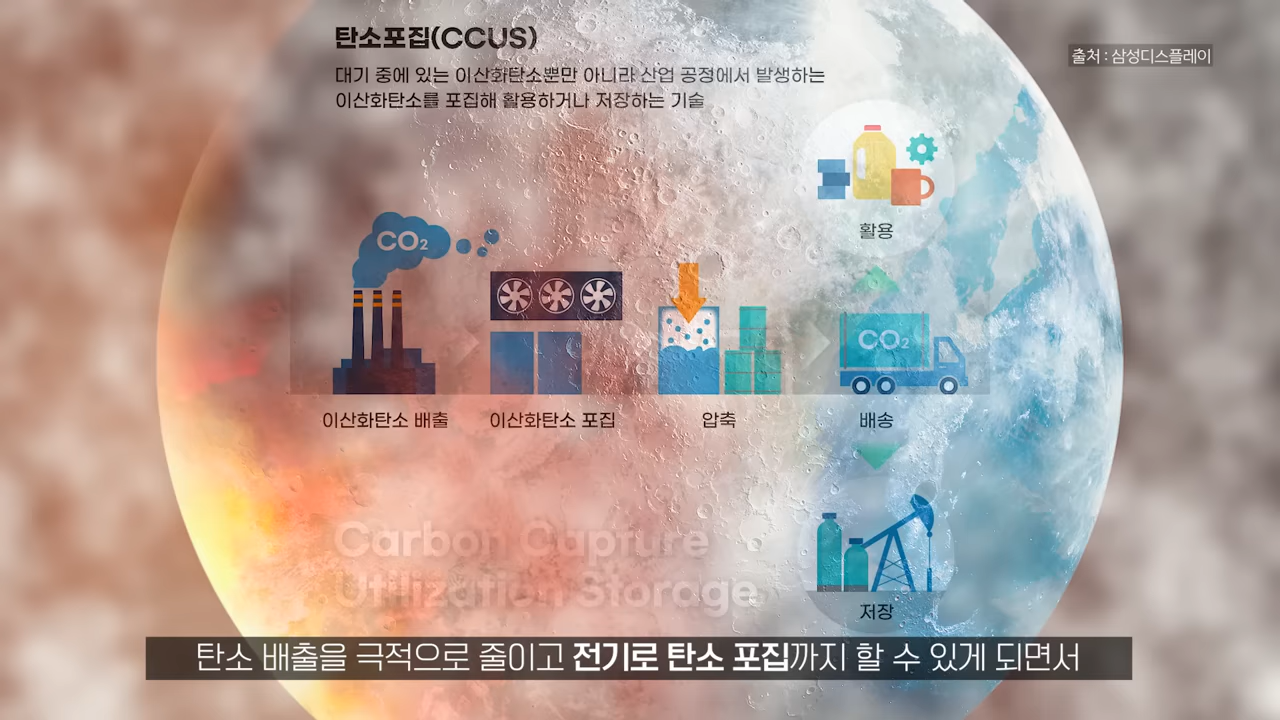 탄소포집(CCUS)
출처 : 삼성디스플레이
대기 중에 있는 이산화탄소뿐만 아니라 산업 공정에서 발생하는
이산화탄소를 포집해 활용하거나 저장하는 기술
활용
CO₂
CO₂
이산화탄소 배출
이산화탄소 포집
압축
배송
Carbon Capture
Utilization Storage
저장
탄소 배출을 극적으로 줄이고 전기로 탄소 포집까지 할 수 있게 되면서